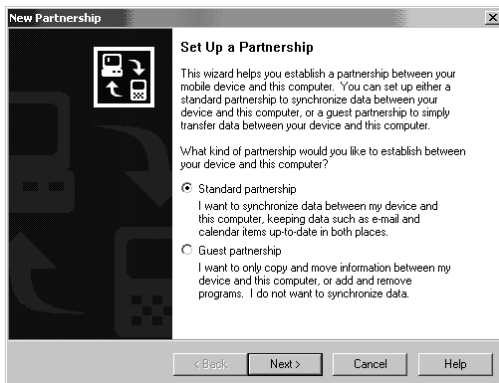 New Partnership
Set Up a Partnership
This wizard helps you establish a partnership between your
mobile device and this computer. You can set up either a
standard partnership to synchronize data between your
device and this computer, or a guest partnership to simply
transfer data between your device and this computer.
What kind of partnership would you like to establish between
your device and this computer?
Standard partnership
I want to synchronize data between my device and
this computer, keeping data such as e-mail and
calendar items up-to-date in both places.
Guest partnership
I want to only copy and move information between my
device and this computer, or add and remove
programs. I do not want to synchronize data.
< Back Next > Cancel Help